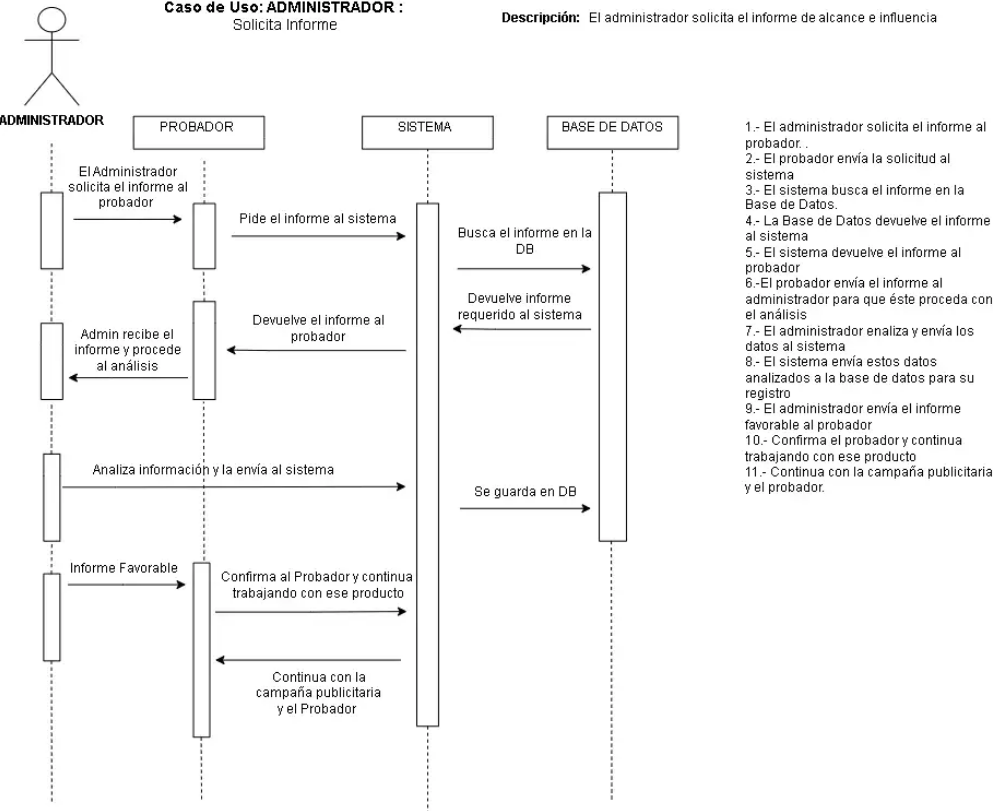 Caso de Uso: ADMINISTRADOR :
Solicita Informe
Descripción: El administrador solicita el informe de alcance e influencia
ADMINISTRADOR
PROBADOR
SISTEMA
BASE DE DATOS
El Administrador
solicita el informe al
probador
Pide el informe al sistema
Busca el informe en la
DB
Devuelve informe
requerido al sistema
Devuelve el informe al
probador
Admin recibe el
informe y procede
al análisis
Analiza información y la envía al sistema
Se guarda en DB
Informe Favorable
Confirma al Probador y continua
trabajando con ese producto
Continua con la
campaña publicitaria
y el Probador
1.- El administrador solicita el informe al
probador. .
2.- El probador envía la solicitud al
sistema
3.- El sistema busca el informe en la
Base de Datos.
4.- La Base de Datos devuelve el informe
al sistema
5.- El sistema devuelve el informe al
probador
6.-El probador envía el informe al
administrador para que éste proceda con
el análisis
7.- El administrador enaliza y envía los
datos al sistema
8.- El sistema envía estos datos
analizados a la base de datos para su
registro
9.- El administrador envía el informe
favorable al probador
10.- Confirma el probador y continua
trabajando con ese producto
11.- Continua con la campaña publicitaria
y el probador.